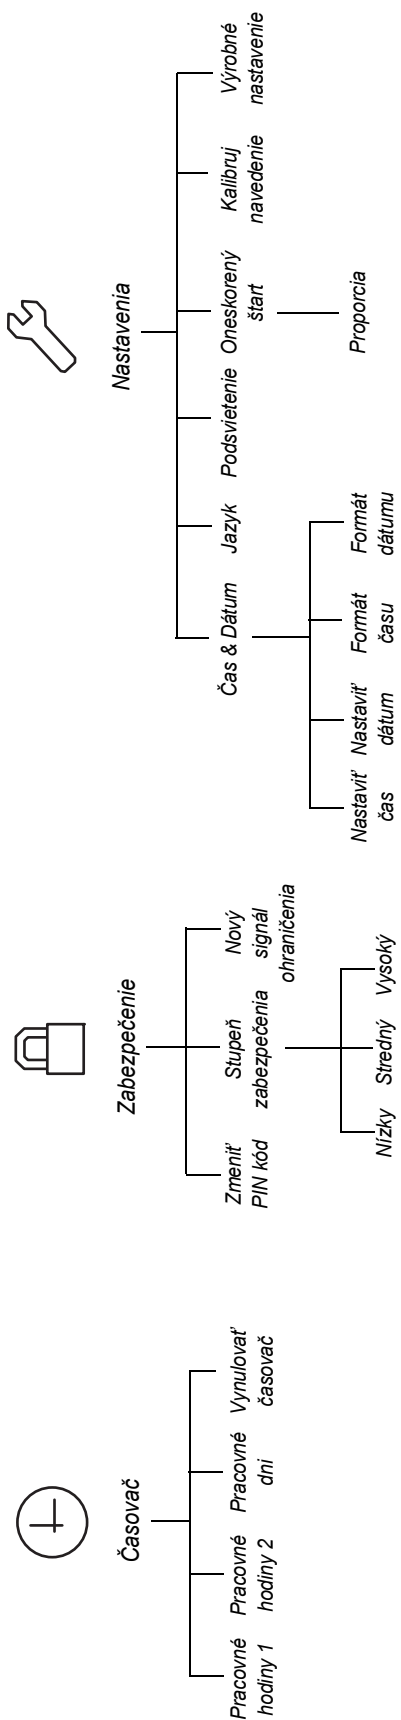 Časovač
Pracovné
hodiny 1
Pracovné
hodiny 2
Pracovné
dni
Vynulovať
časovač
Zabezpečenie
Zmeniť
PIN kód
Stupeň
zabezpečenia
Nový
signál
ohraničenia
Nízky
Stredný
Vysoký
Nastavenia
Čas & Dátum
Jazyk
Podsvietenie
Oneskorený
štart
Kalibruj
navedenie
Výrobné
nastavenie
Nastaviť
čas
Nastaviť
dátum
Formát
času
Formát
dátumu
Proporcia